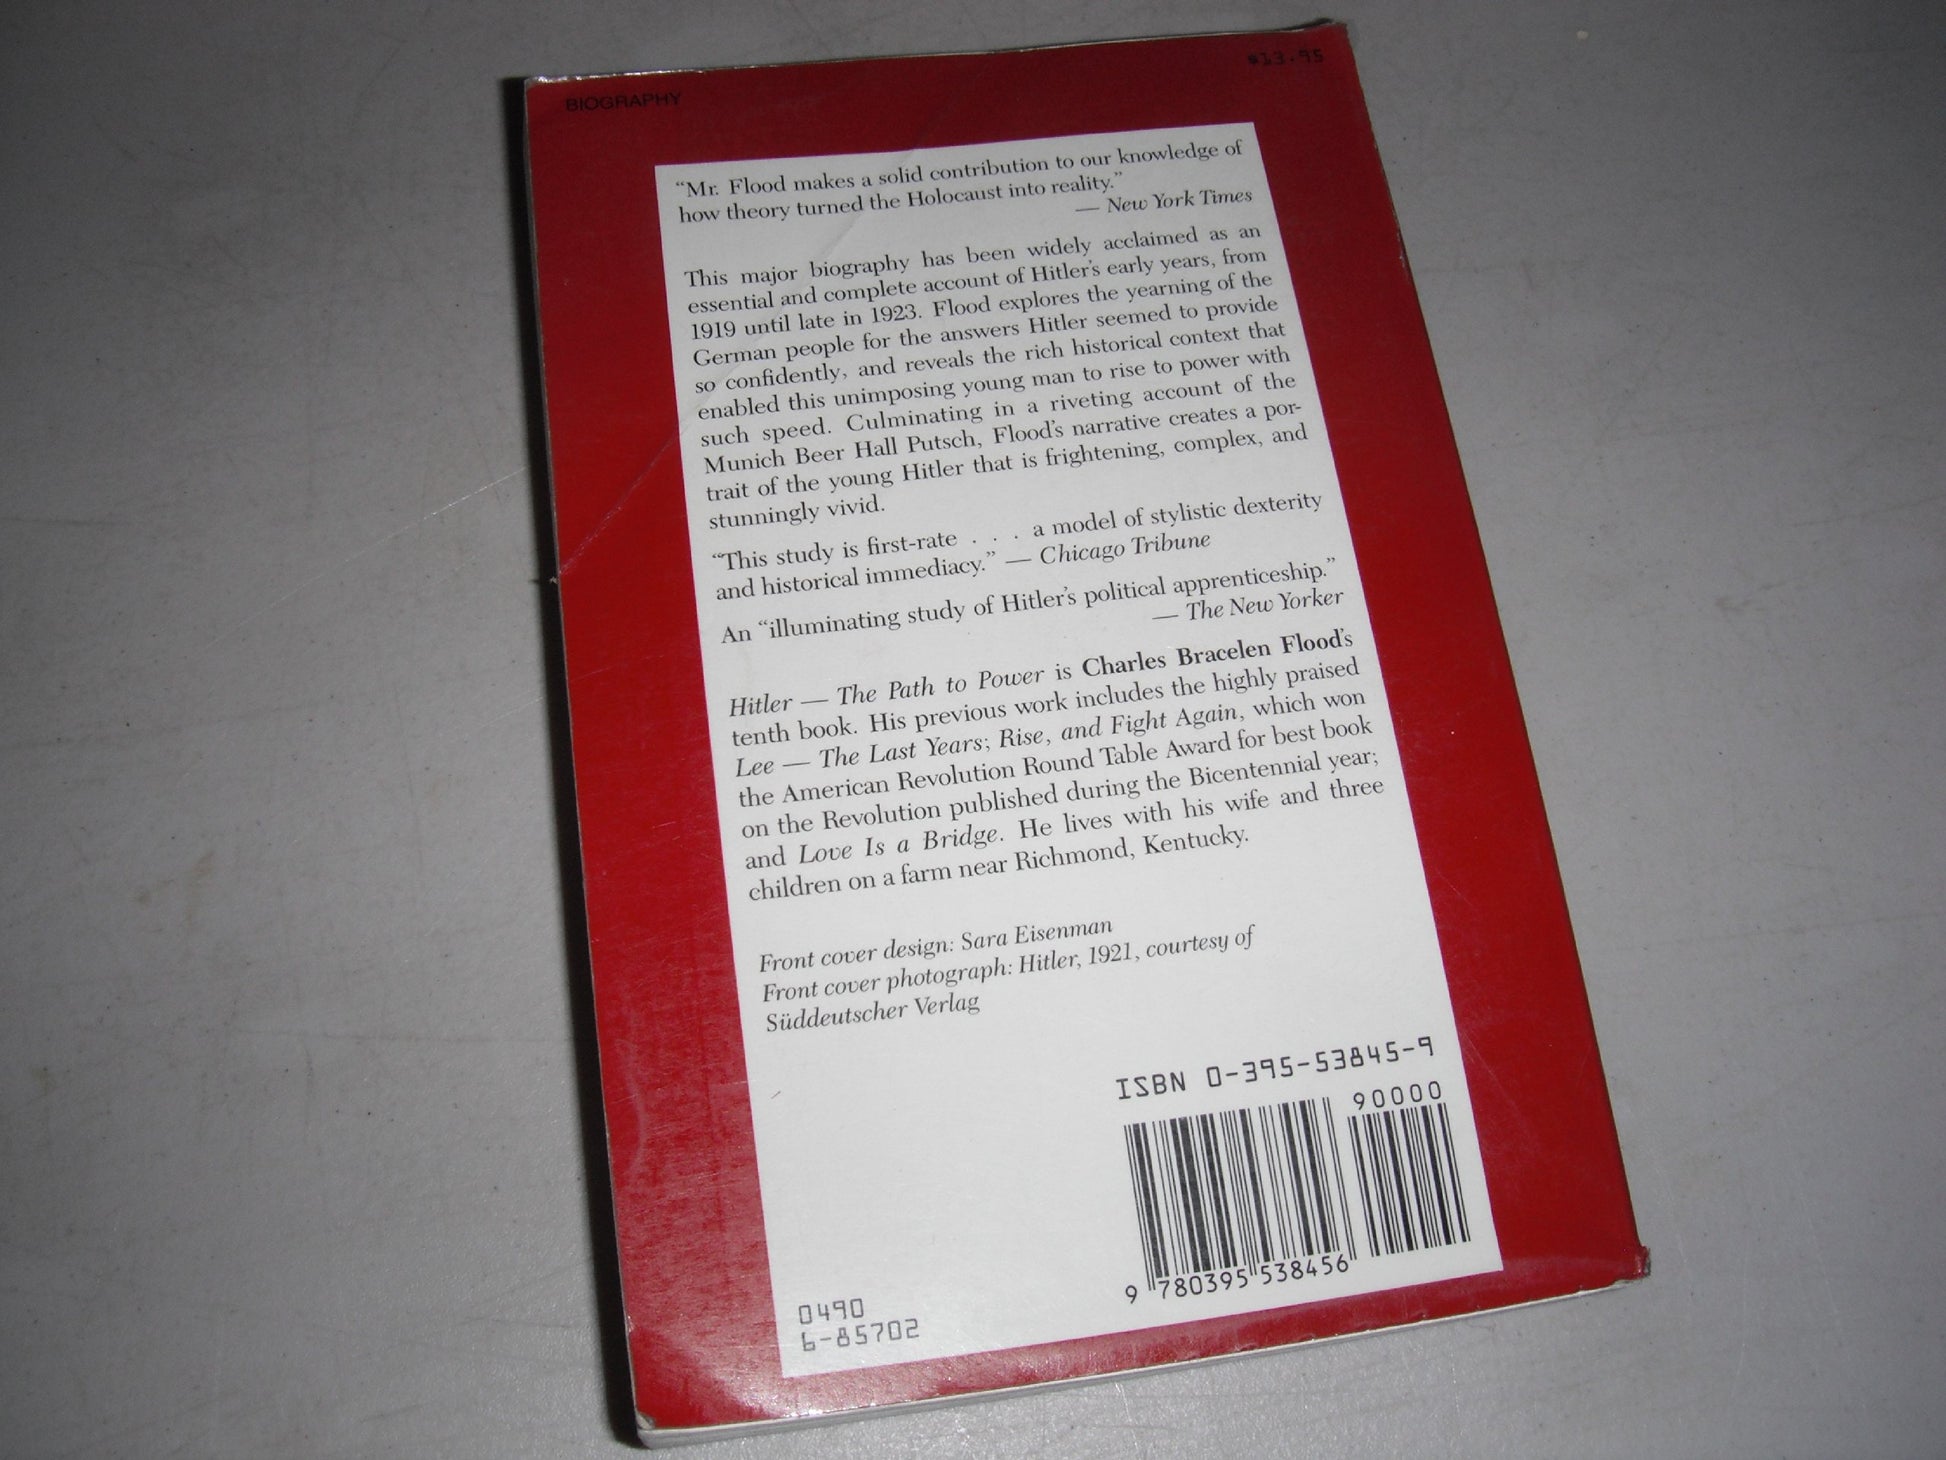 BIOGRAPHY
$13.95
“Mr. Flood makes a solid contribution to our knowledge of
how theory turned the Holocaust into reality.”
— New York Times
This major biography has been widely acclaimed as an
essential and complete account of Hitler’s early years, from
1919 until late in 1923. Flood explores the yearning of the
German people for the answers Hitler seemed to provide
so confidently, and reveals the rich historical context that
enabled this unimposing young man to rise to power with
such speed. Culminating in a riveting account of the
Munich Beer Hall Putsch, Flood’s narrative creates a por-
trait of the young Hitler that is frightening, complex, and
stunningly vivid.
“This study is first-rate . . . a model of stylistic dexterity
and historical immediacy.” — Chicago Tribune
An “illuminating study of Hitler’s political apprenticeship.”
— The New Yorker
Hitler — The Path to Power is Charles Bracelen Flood’s
tenth book. His previous work includes the highly praised
Lee — The Last Years; Rise, and Fight Again, which won
the American Revolution Round Table Award for best book
on the Revolution published during the Bicentennial year;
and Love Is a Bridge. He lives with his wife and three
children on a farm near Richmond, Kentucky.
Front cover design: Sara Eisenman
Front cover photograph: Hitler, 1921, courtesy of
Süddeutscher Verlag
ISBN 0-395-53845-9
90000
9 780395 538456
0490
6-85702